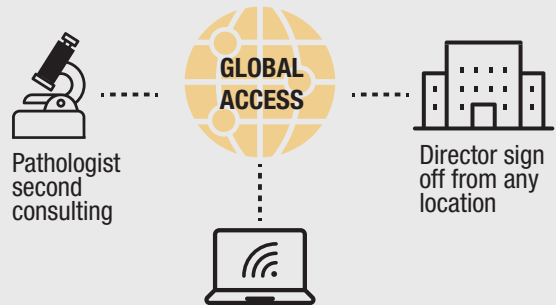 GLOBAL
ACCESS
Pathologist
second
consulting
Director sign
off from any
location